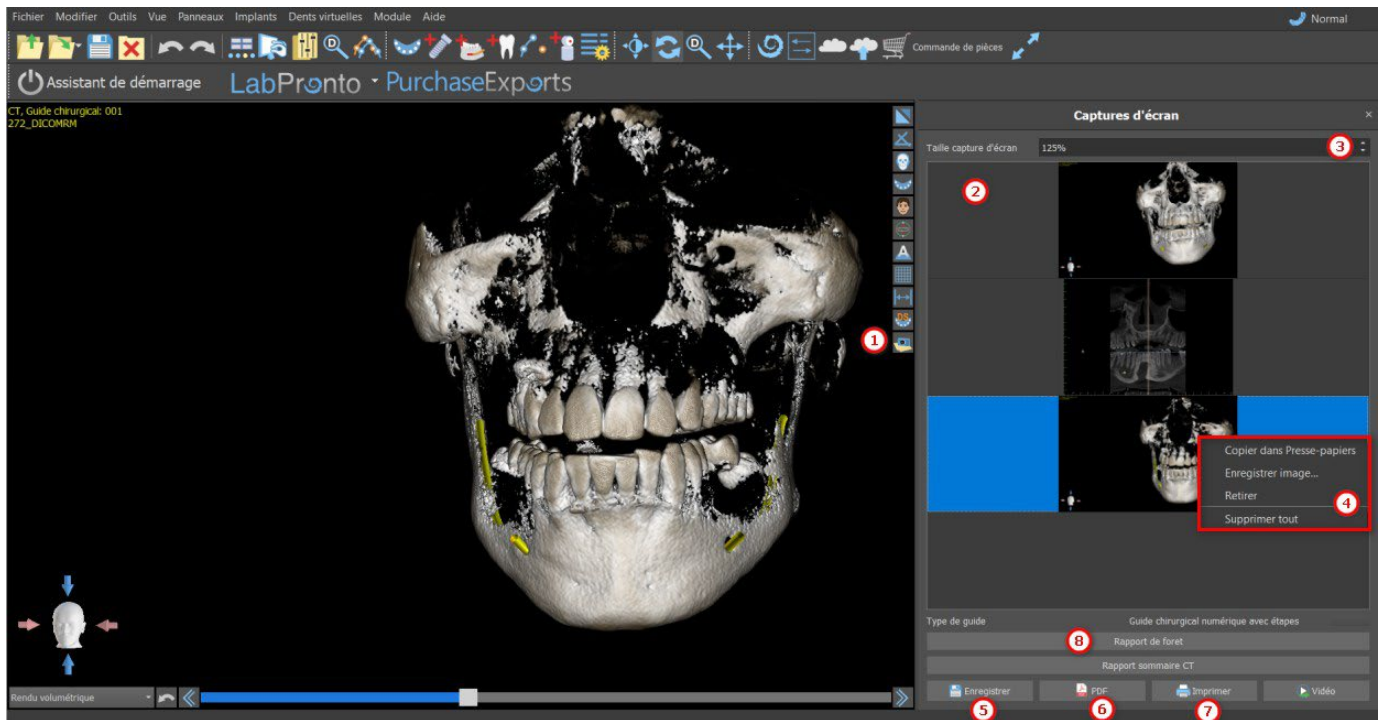 Fichier Modifier Outils Vue Panneaux Implants Dents virtuelles Module Aide
Normal
Commande de pièces
Assistant de démarrage LabPronto PurchaseExports
CT, Guide chirurgical: 001
272_DICOMRM
Captures d'écran
Taille capture d'écran 125% 3
2
DS
1
Copier dans Presse-papiers
Enregistrer image...
Retirer
4
Supprimer tout
Type de guide Guide chirurgical numérique avec étapes
8
Rapport de foret
Rapport sommaire CT
Rendu volumétrique
Enregistrer PDF Imprimer Vidéo
5 6 7